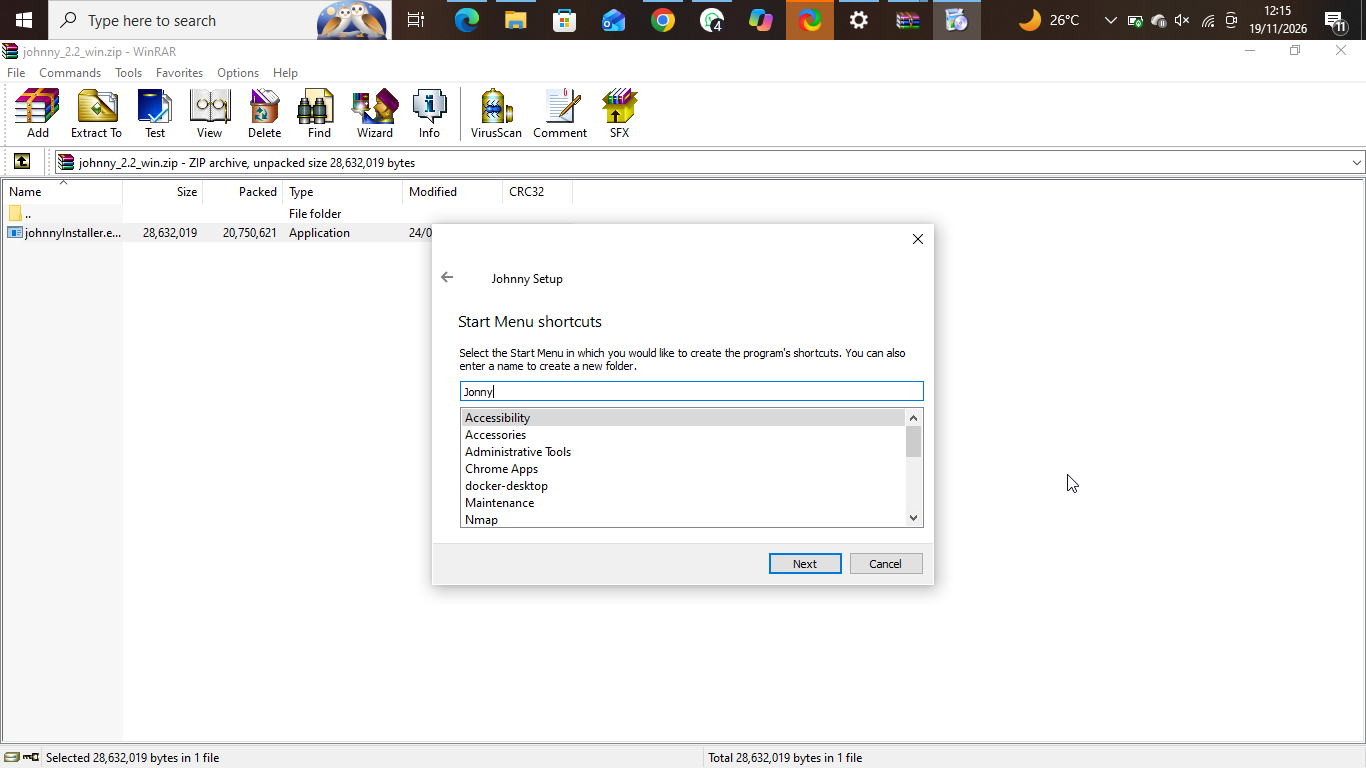 Type here to search
4
26°C
12:15
19/11/2026
11
johnny_2.2_win.zip - WinRAR
File Commands Tools Favorites Options Help
Add Extract To Test View Delete Find Wizard Info VirusScan Comment SFX
johnny_2.2_win.zip - ZIP archive, unpacked size 28,632,019 bytes
Name Size Packed Type Modified CRC32
.. File folder
johnnyInstaller.e... 28,632,019 20,750,621 Application 24/0
Johnny Setup
Start Menu shortcuts
Select the Start Menu in which you would like to create the program's shortcuts. You can also
enter a name to create a new folder.
Jonny
Accessibility
Accessories
Administrative Tools
Chrome Apps
docker-desktop
Maintenance
Nmap
Next Cancel
Selected 28,632,019 bytes in 1 file Total 28,632,019 bytes in 1 file